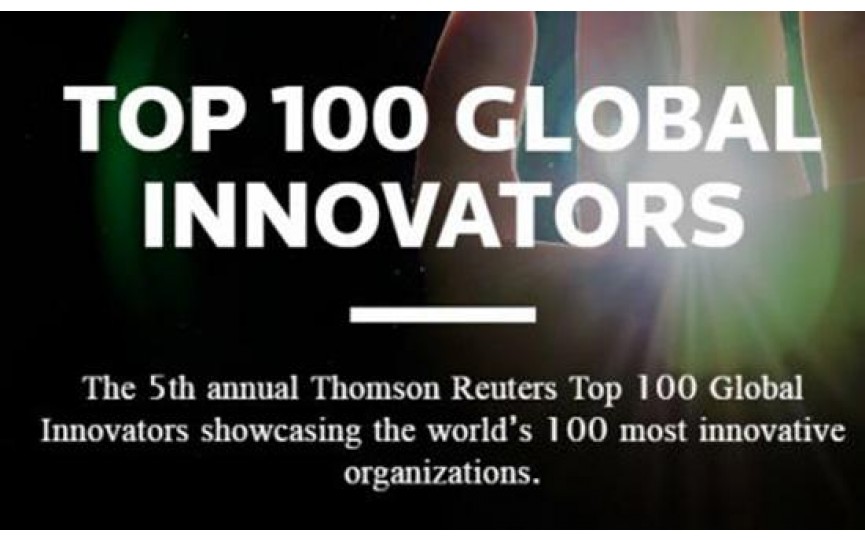 TOP 100 GLOBAL
INNOVATORS
The 5th annual Thomson Reuters Top 100 Global
Innovators showcasing the world's 100 most innovative
organizations.